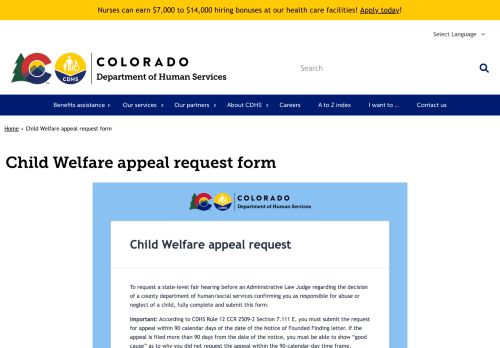 Nurses can earn $7,000 to $14,000 hiring bonuses at our health care facilities! Apply today!
Select Language
COLORADO
Department of Human Services
CDHS
Search
Benefits assistance
Our services
Our partners
About CDHS
Careers
A to Z index
I want to ...
Contact us
Home › Child Welfare appeal request form
Child Welfare appeal request form
CDHS
COLORADO
Department of Human Services
Child Welfare appeal request
To request a state-level fair hearing before an Administrative Law Judge regarding the decision
of a county department of human/social services confirming you as responsible for abuse or
neglect of a child, fully complete and submit this form.
Important: According to CDHS Rule 12 CCR 2509-2 Section 7.111 E, you must submit the request
for appeal within 90 calendar days of the date of the Notice of Founded Finding letter. If the
appeal is filed more than 90 days from the date of the notice, you must be able to show “good
cause” as to why you did not request the appeal within the 90-calendar-day time frame.